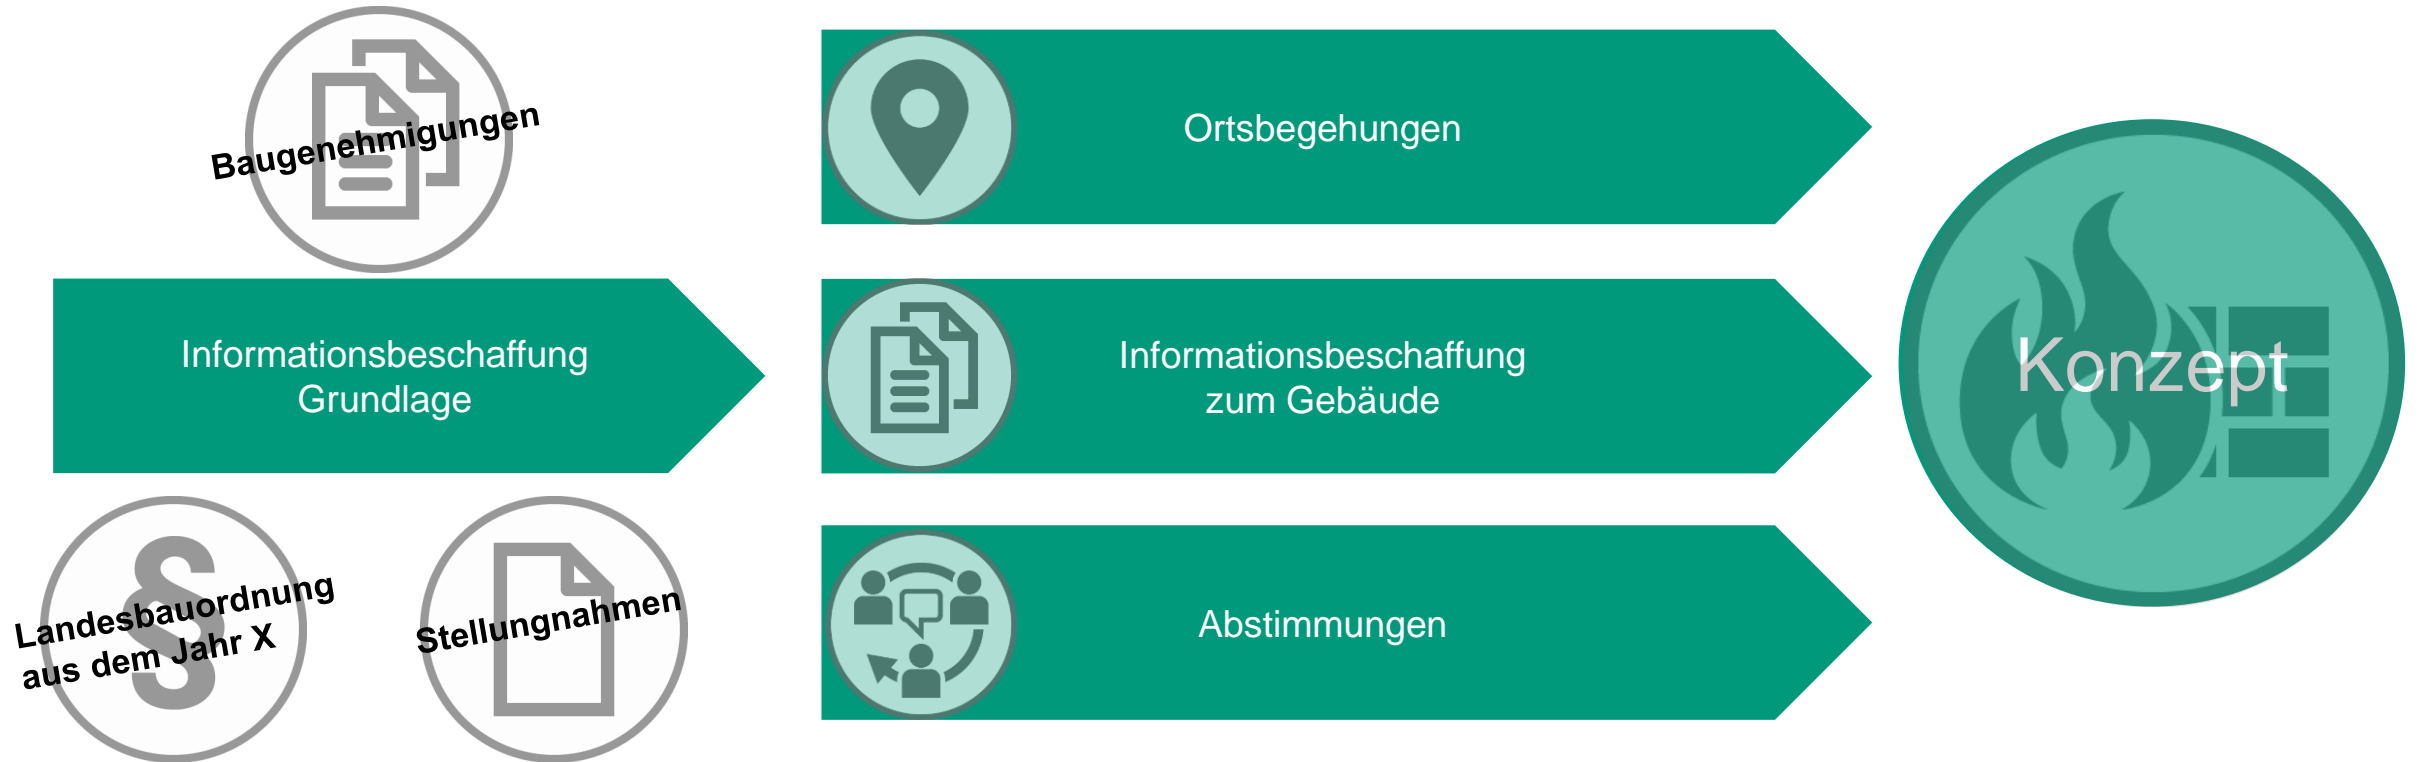 Baugenehmigungen
Informationsbeschaffung
Grundlage
Landesbauordnung
aus dem Jahr X
Stellungnahmen
Ortsbegehungen
Informationsbeschaffung
zum Gebäude
Abstimmungen
Konzept